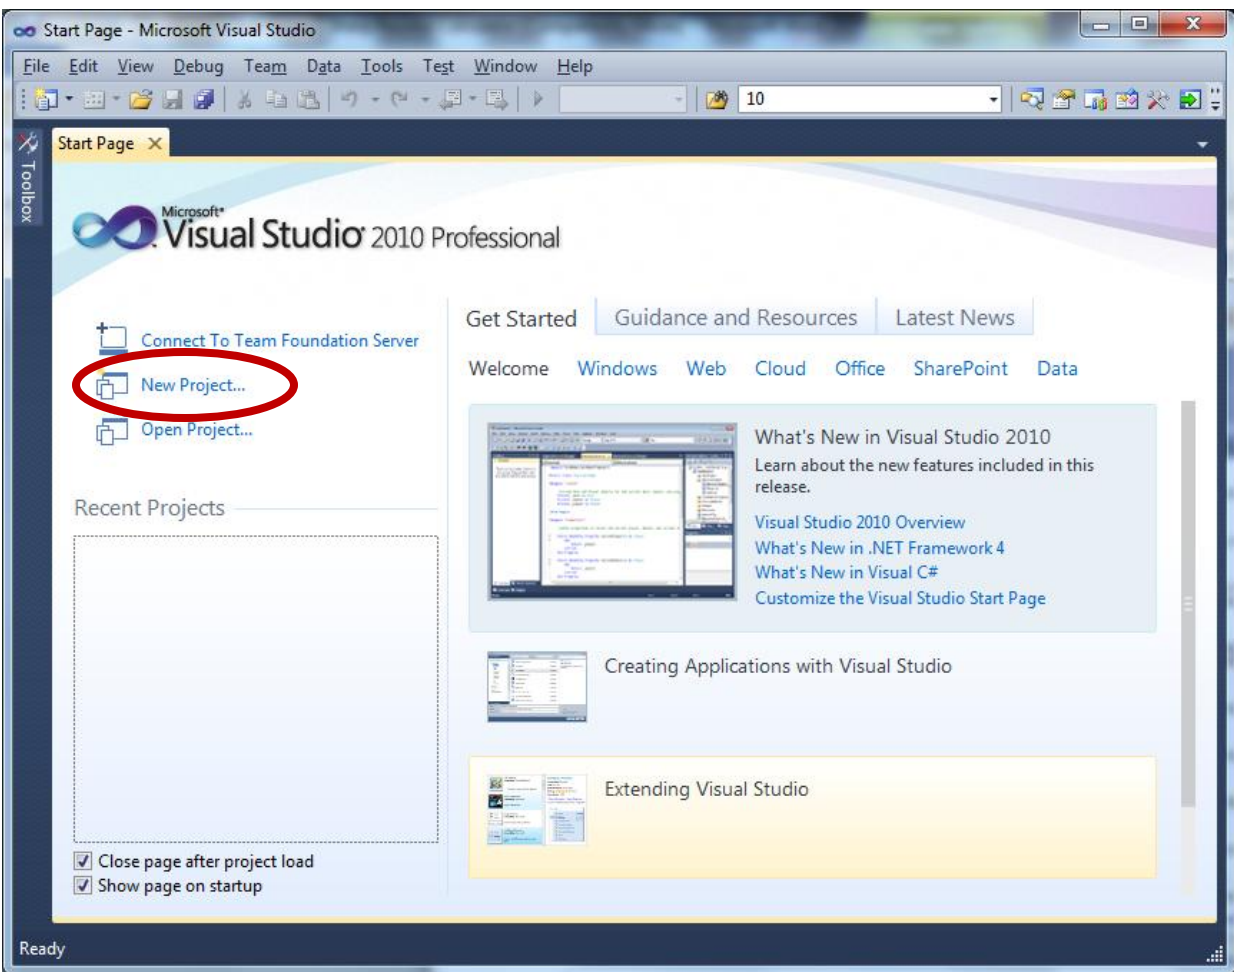 Start Page - Microsoft Visual Studio
File Edit View Debug Team Data Tools Test Window Help
10
Toolbox
Start Page
Microsoft
Visual Studio 2010 Professional
Connect To Team Foundation Server
New Project...
Open Project...
Recent Projects
Close page after project load
Show page on startup
Get Started Guidance and Resources Latest News
Welcome Windows Web Cloud Office SharePoint Data
What's New in Visual Studio 2010
Learn about the new features included in this
release.
Visual Studio 2010 Overview
What's New in .NET Framework 4
What's New in Visual C#
Customize the Visual Studio Start Page
Creating Applications with Visual Studio
Extending Visual Studio
Ready